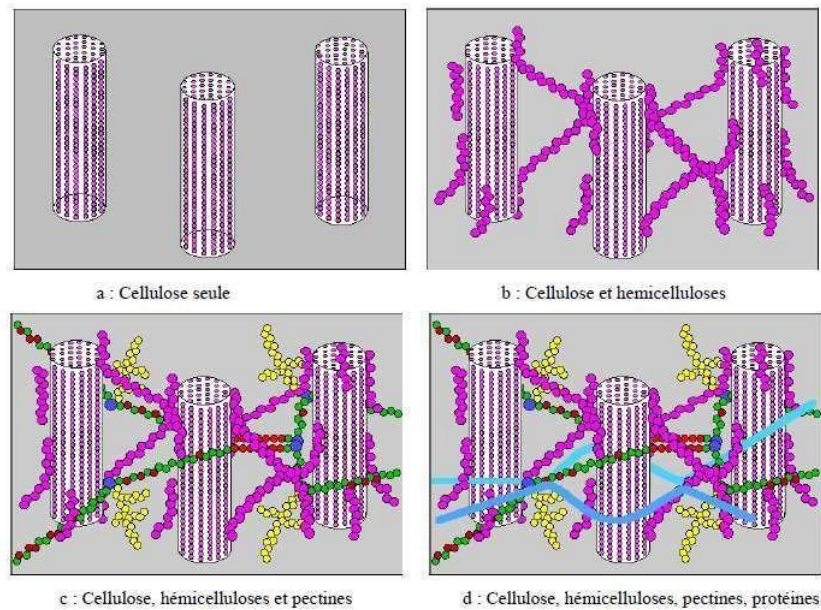 a : Cellulose seule
b : Cellulose et hemicelluloses
c : Cellulose, hémicelluloses et pectines
d : Cellulose, hémicelluloses, pectines, protéines